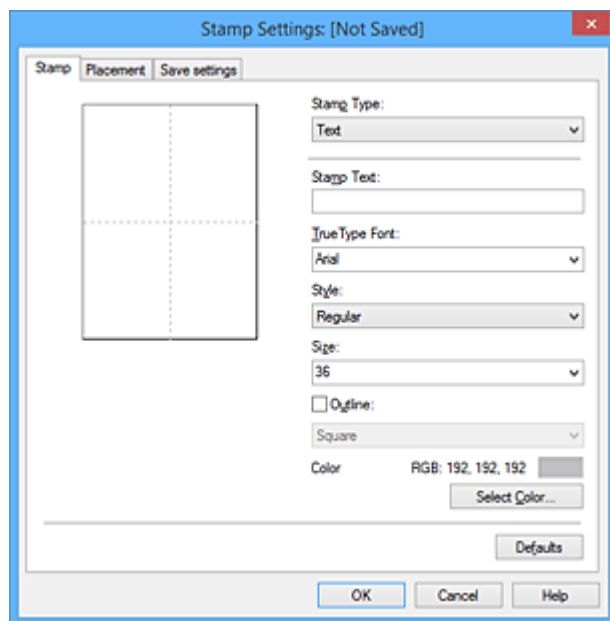 Stamp Settings: [Not Saved]
Stamp Placement Save settings
Stamp Type:
Text
Stamp Text:
TrueType Font:
Arial
Style:
Regular
Size:
36
Outline:
Square
Color RGB: 192, 192, 192
Select Color...
Defaults
OK Cancel Help